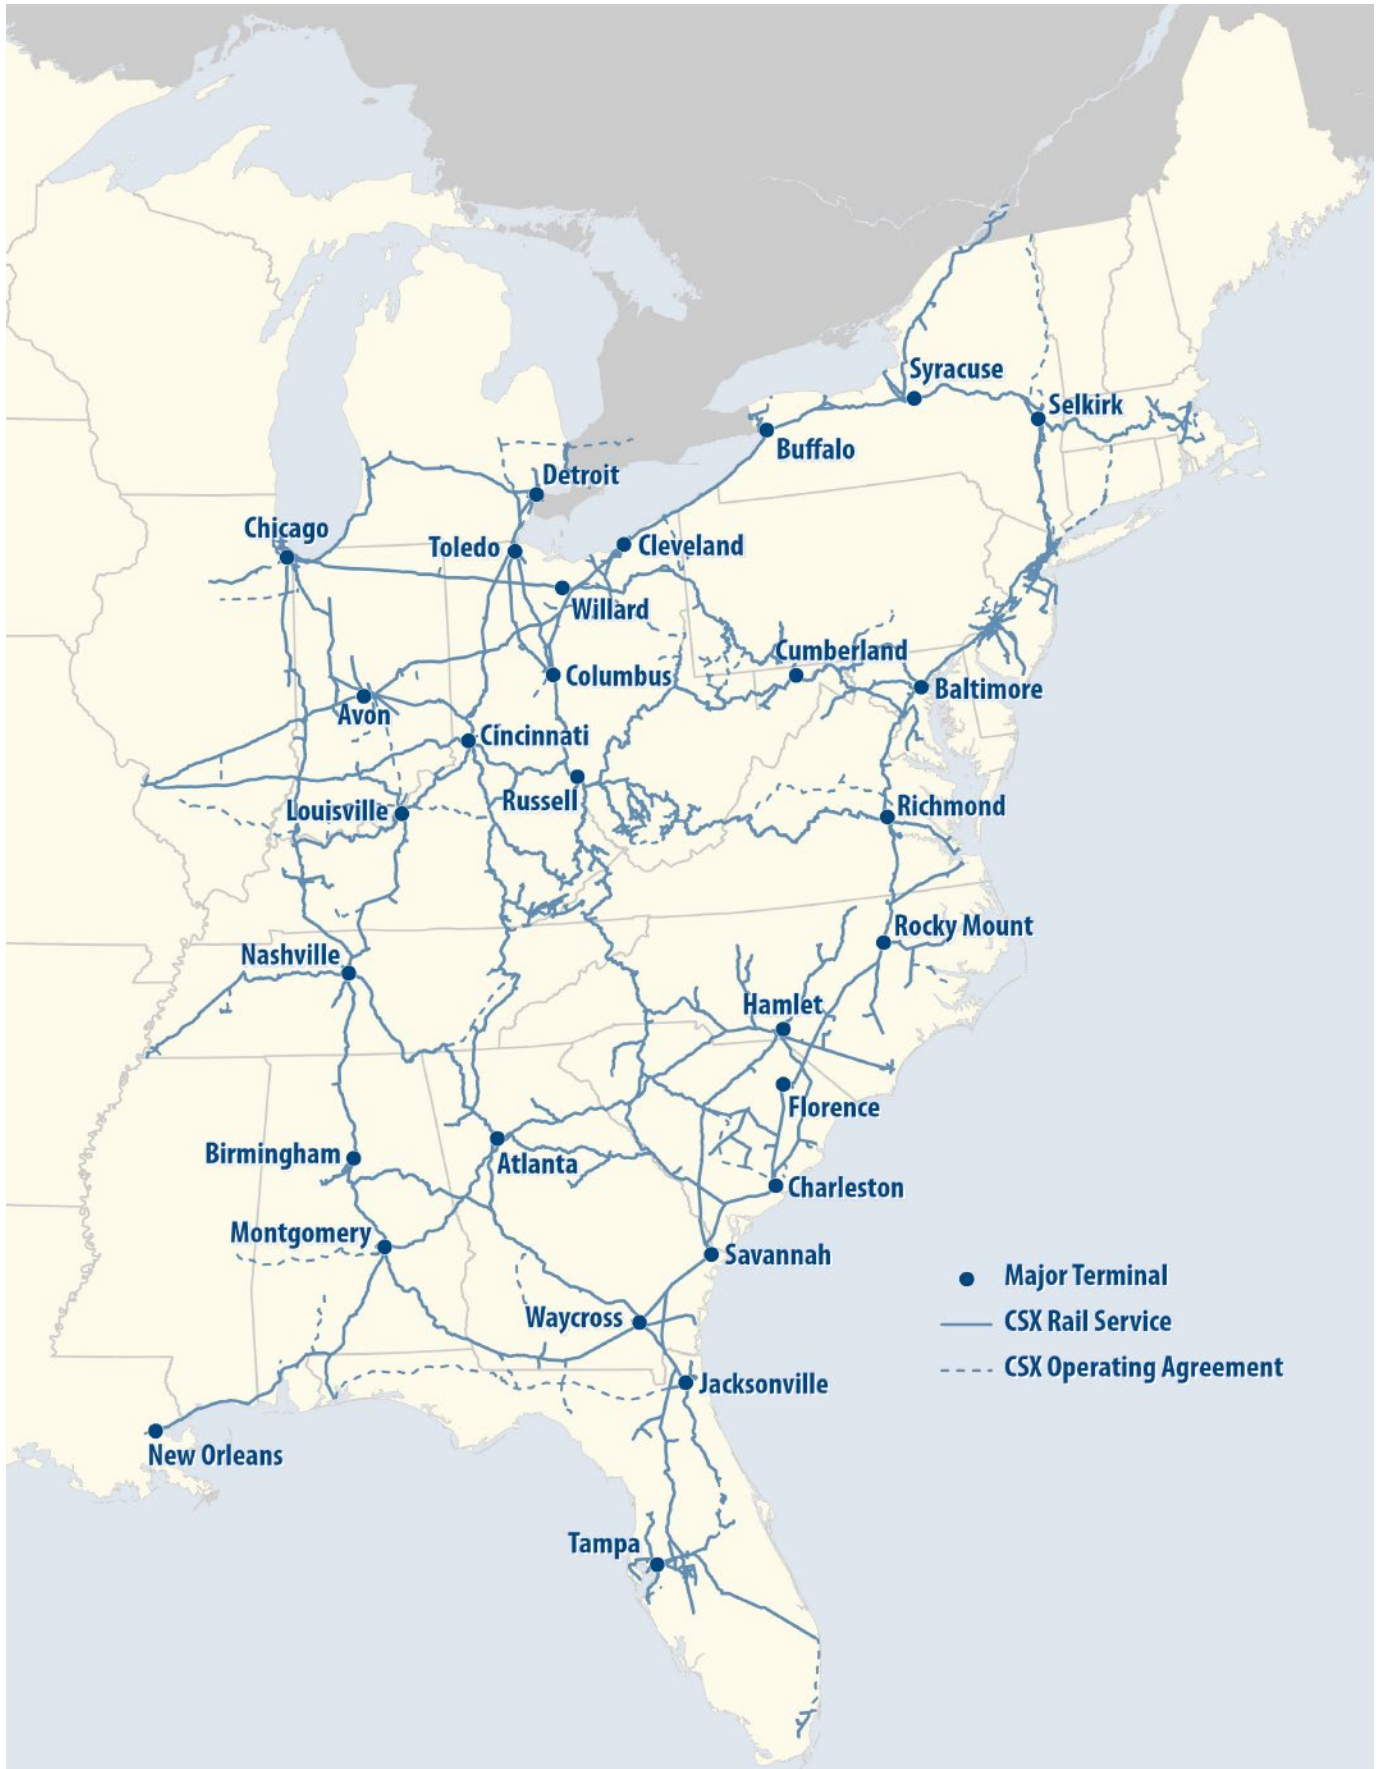 Syracuse
Selkirk
Buffalo
Detroit
Chicago
Toledo
Cleveland
Willard
Cumberland
Columbus
Baltimore
Avon
Cincinnati
Russell
Richmond
Louisville
Rocky Mount
Nashville
Hamlet
Florence
Birmingham
Atlanta
Charleston
Montgomery
Savannah
Major Terminal
Waycross
CSX Rail Service
CSX Operating Agreement
Jacksonville
New Orleans
Tampa